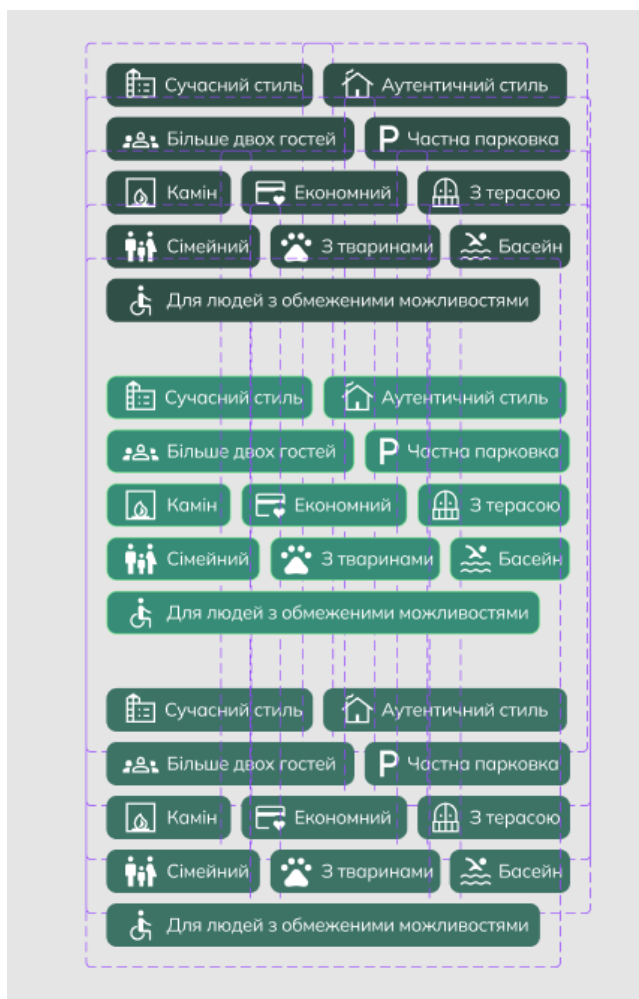 Сучасний стиль Аутентичний стиль
Більше двох гостей P Частна парковка
Камін Економний З терасою
Сімейний З тваринами Басейн
Для людей з обмеженими можливостями
Сучасний стиль Аутентичний стиль
Більше двох гостей P Частна парковка
Камін Економний З терасою
Сімейний З тваринами Басейн
Для людей з обмеженими можливостями
Сучасний стиль Аутентичний стиль
Більше двох гостей P Частна парковка
Камін Економний З терасою
Сімейний З тваринами Басейн
Для людей з обмеженими можливостями